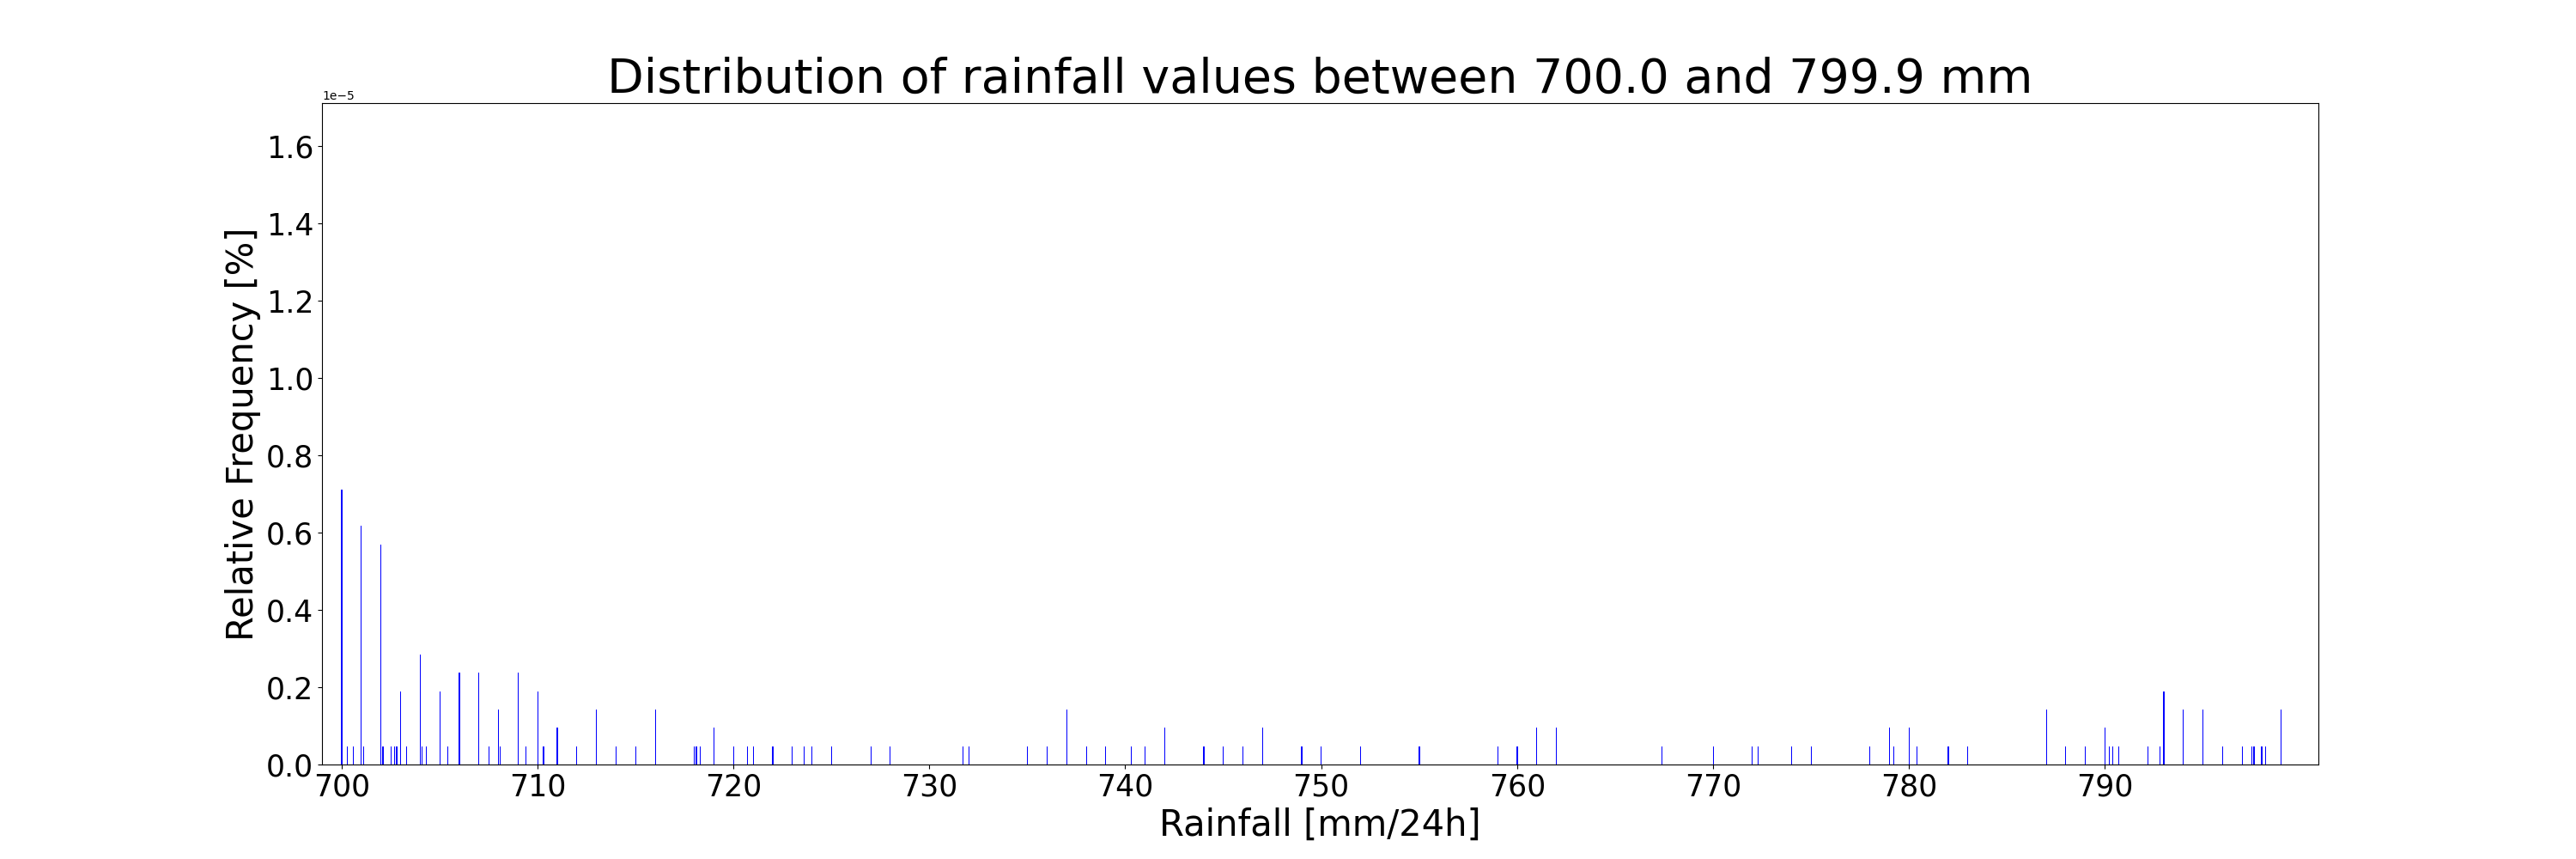 Distribution of rainfall values between 700.0 and 799.9 mm
1e−5
1.6
1.4
1.2
1.0
0.8
0.6
0.4
0.2
0.0
Relative Frequency [%]
700 710 720 730 740 750 760 770 780 790
Rainfall [mm/24h]